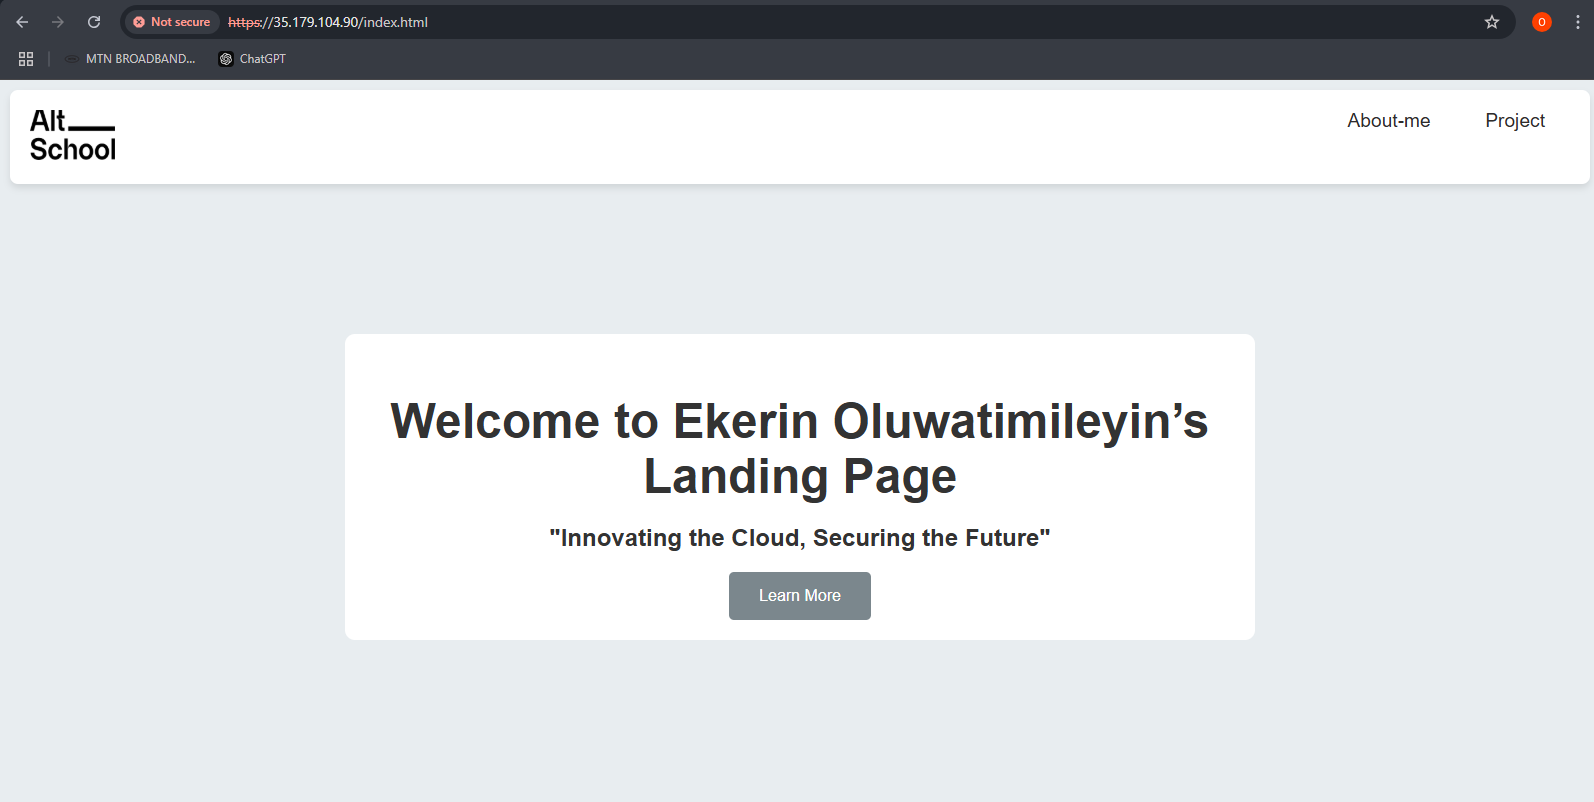 Not secure https://35.179.104.90/index.html O
MTN BROADBAND... ChatGPT
Alt
School
About-me Project
Welcome to Ekerin Oluwatimileyin’s
Landing Page
"Innovating the Cloud, Securing the Future"
Learn More